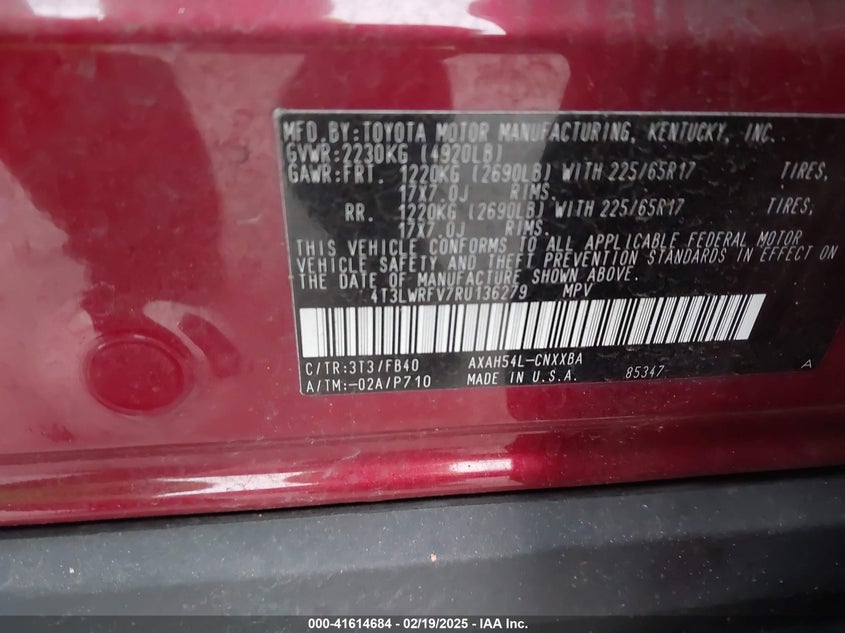 MFD. BY: TOYOTA MOTOR MANUFACTURING, KENTUCKY, INC.
GVWR: 2230KG (4920LB)
GAWR: FRT. 1220KG (2690LB) WITH 225/65R17 TIRES,
17X7.0J RIMS.
RR. 1220KG (2690LB) WITH 225/65R17 TIRES,
17X7.0J RIMS.
THIS VEHICLE CONFORMS TO ALL APPLICABLE FEDERAL MOTOR
VEHICLE SAFETY AND THEFT PREVENTION STANDARDS IN EFFECT ON
THE DATE OF MANUFACTURE SHOWN ABOVE.
4T3LWRFV7RU136279 MPV
C/TR: 3T3/FB40 AXAH54L-CNXXBA
A/TM: -02A/P710 MADE IN U.S.A. 85347 A
000-41614684 - 02/19/2025 - IAA Inc.